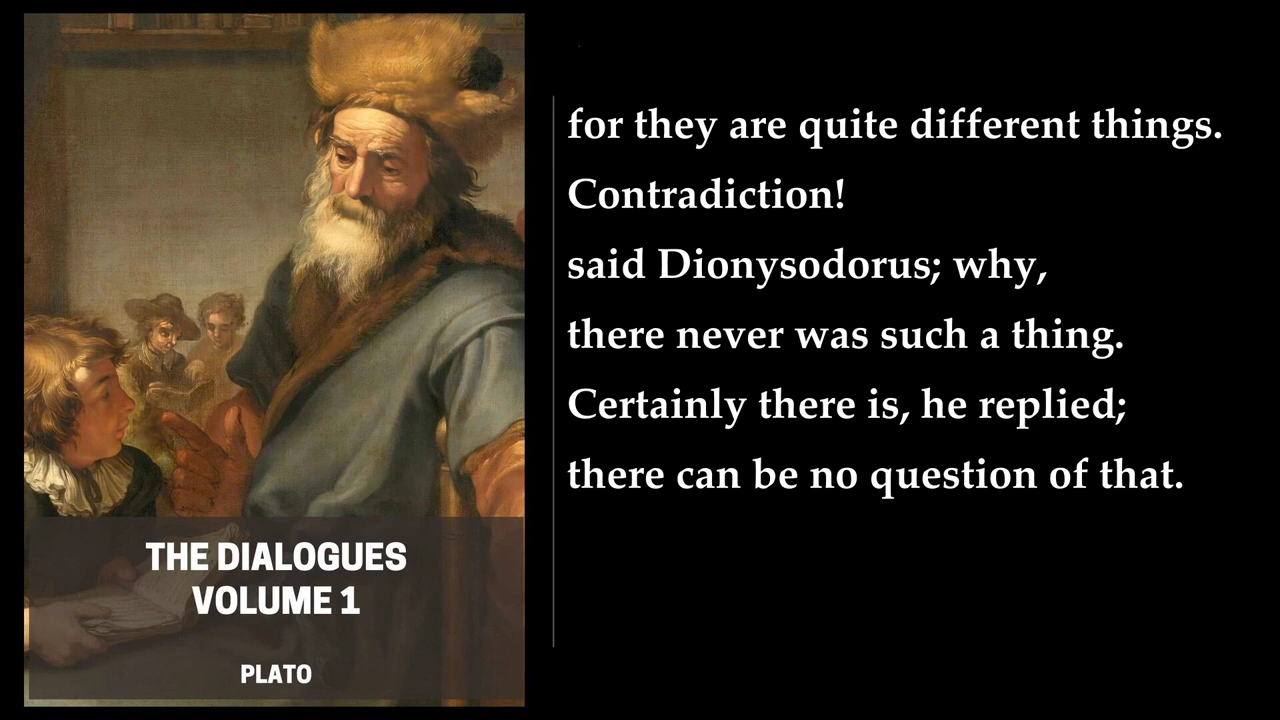 THE DIALOGUES
VOLUME 1
PLATO
for they are quite different things.
Contradiction!
said Dionysodorus; why,
there never was such a thing.
Certainly there is, he replied;
there can be no question of that.